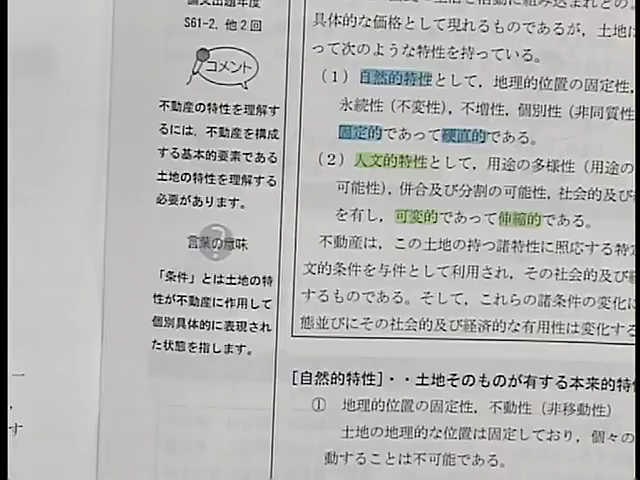 論文出題年度
S61-2, 他2回
コメント
不動産の特性を理解す
るには、不動産を構成
する基本的要素である
土地の特性を理解する
必要があります。
言葉の意味
「条件」とは土地の特
性が不動産に作用して
個別具体的に表現され
た状態を指します。
具体的な価格として現れるものであるが，土地に
って次のような特性を持っている。
（1）自然的特性として，地理的位置の固定性，
永続性（不変性），不増性，個別性（非同質性
固定的であって硬直的である。
（2）人文的特性として，用途の多様性（用途の
可能性），併合及び分割の可能性，社会的及び
を有し，可変的であって伸縮的である。
不動産は，この土地の持つ諸特性に照応する特
文的条件を与件として利用され，その社会的及び
するものである。そして，これらの諸条件の変化
態並びにその社会的及び経済的な有用性は変化する
[自然的特性]・・土地そのものが有する本来的特
① 地理的位置の固定性，不動性（非移動性）
土地の地理的な位置は固定しており，個々の
動することは不可能である。
す